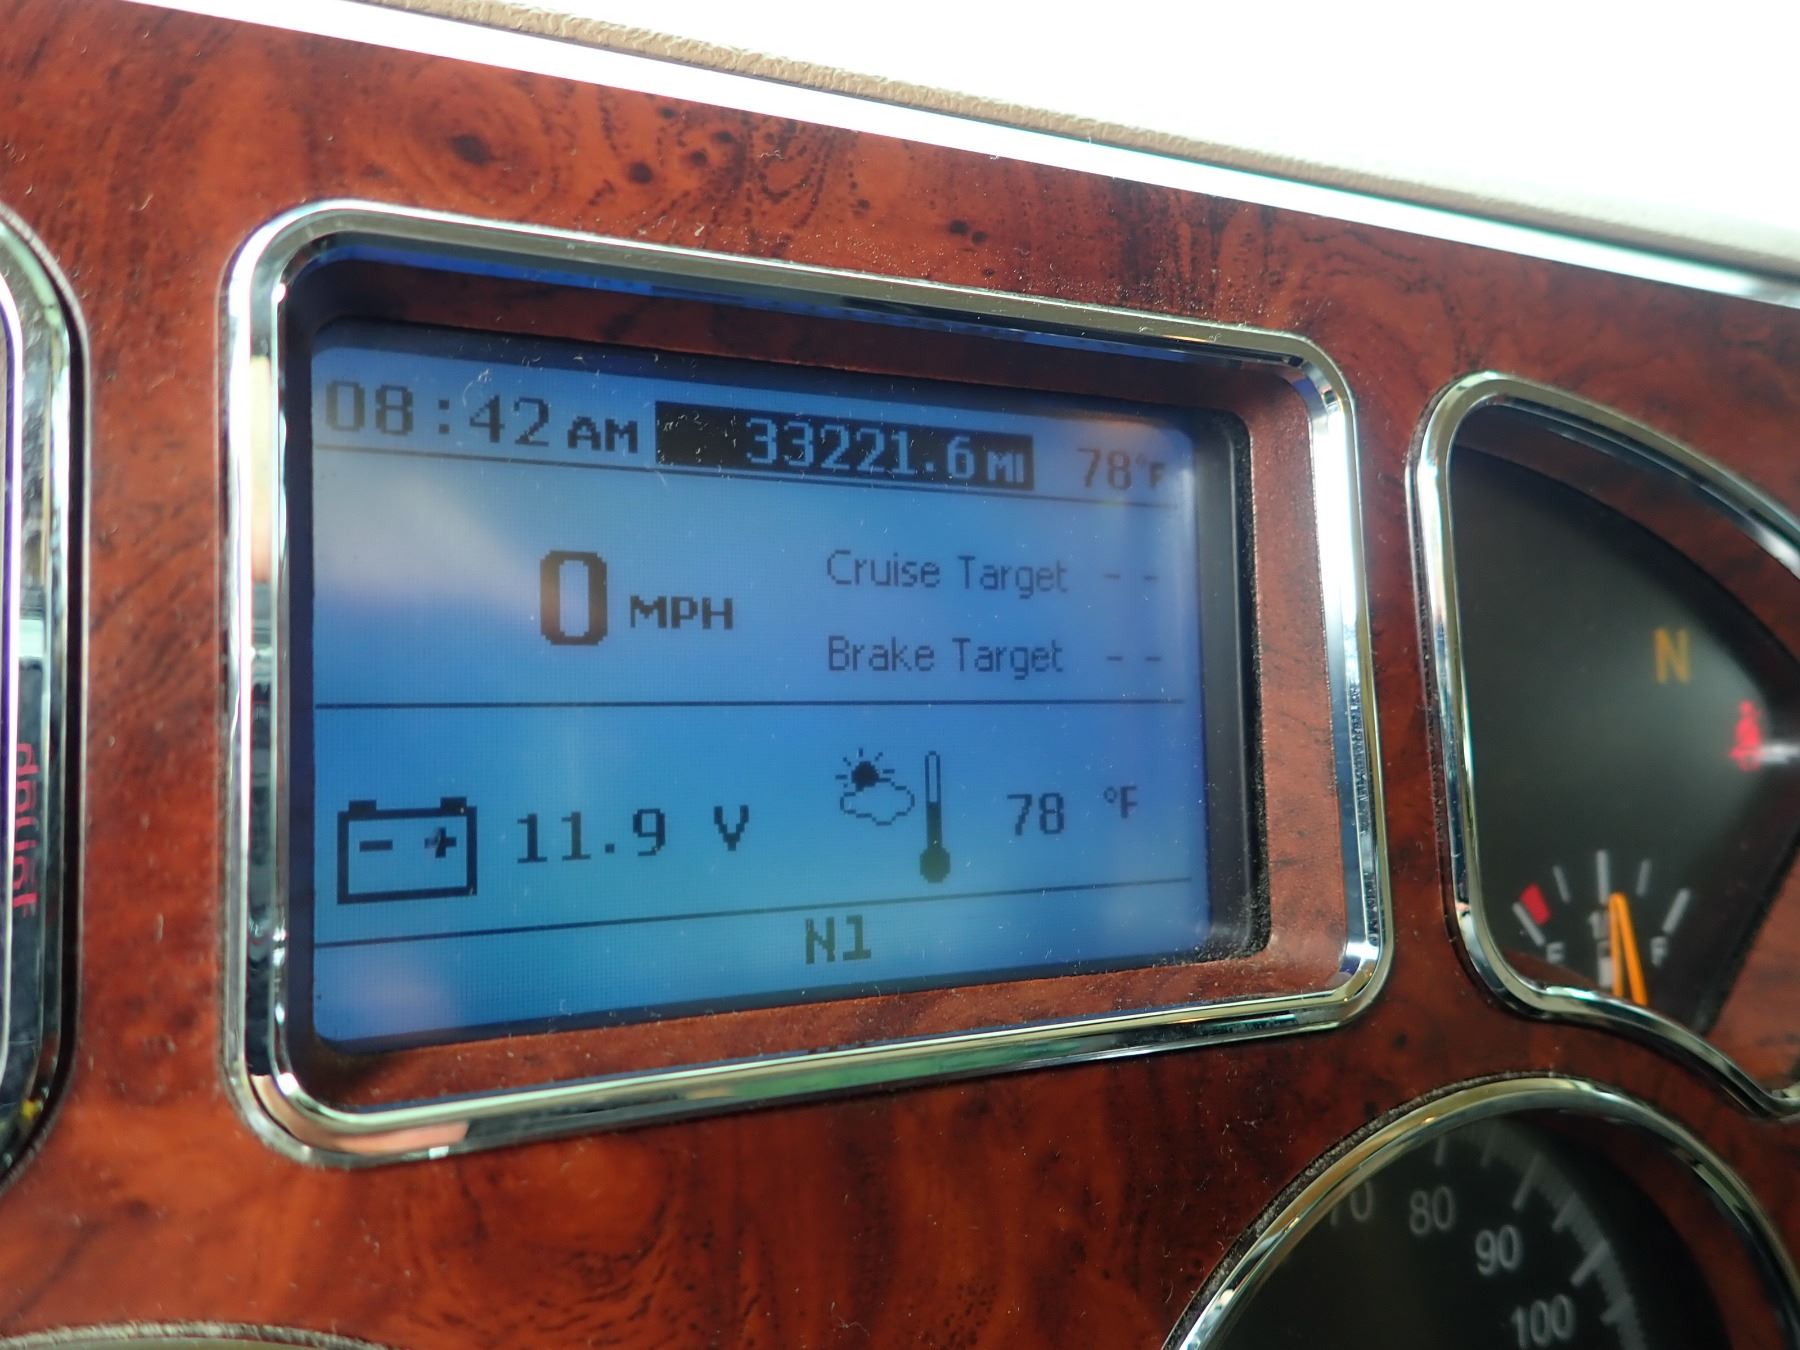 08:42 AM 33221.6 MI 78°F
0 MPH
Cruise Target --
Brake Target --
- + 11.9 V 78 °F
N1
N
F
80
90
100